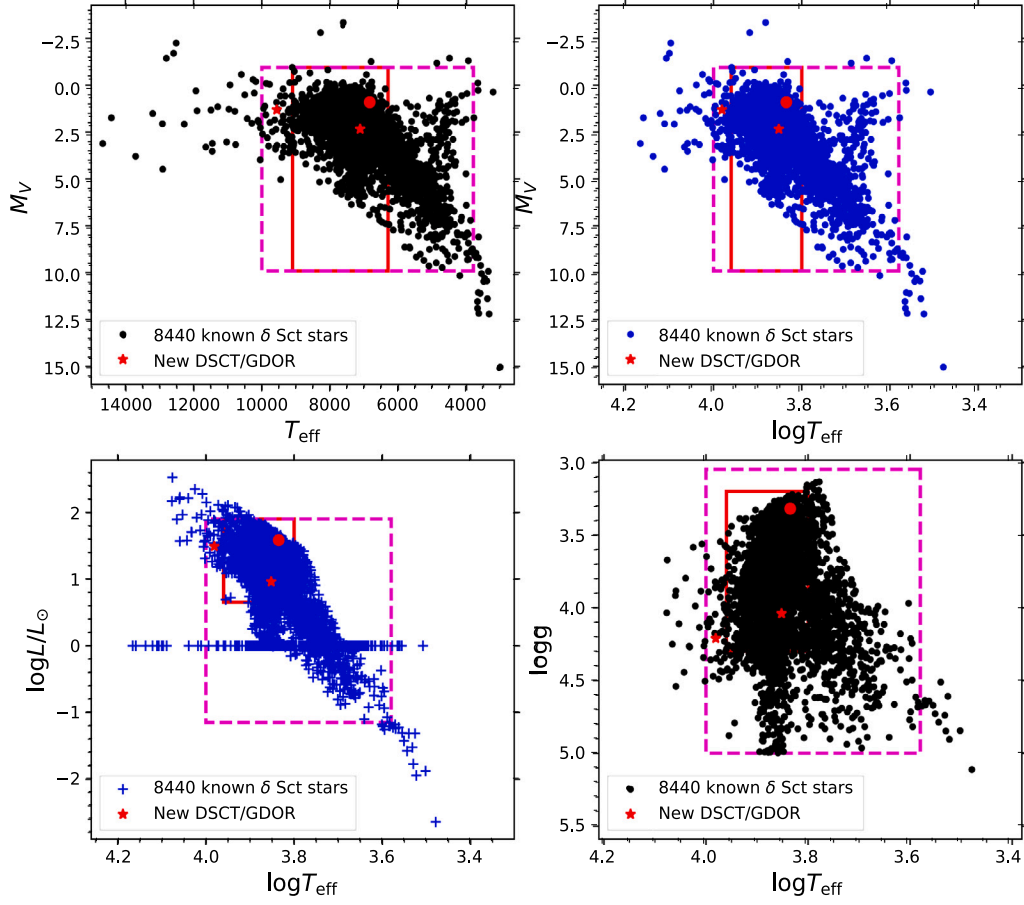 −2.5
0.0
2.5
5.0
7.5
10.0
12.5
15.0
M_V
8440 known δ Sct stars
New DSCT/GDOR
14000 12000 10000 8000 6000 4000
T_eff
−2.5
0.0
2.5
5.0
7.5
10.0
12.5
15.0
M_V
8440 known δ Sct stars
New DSCT/GDOR
4.2 4.0 3.8 3.6 3.4
logT_eff
2
1
0
−1
−2
logL/L_⊙
8440 known δ Sct stars
New DSCT/GDOR
4.2 4.0 3.8 3.6 3.4
logT_eff
3.0
3.5
4.0
4.5
5.0
5.5
logg
8440 known δ Sct stars
New DSCT/GDOR
4.2 4.0 3.8 3.6 3.4
logT_eff